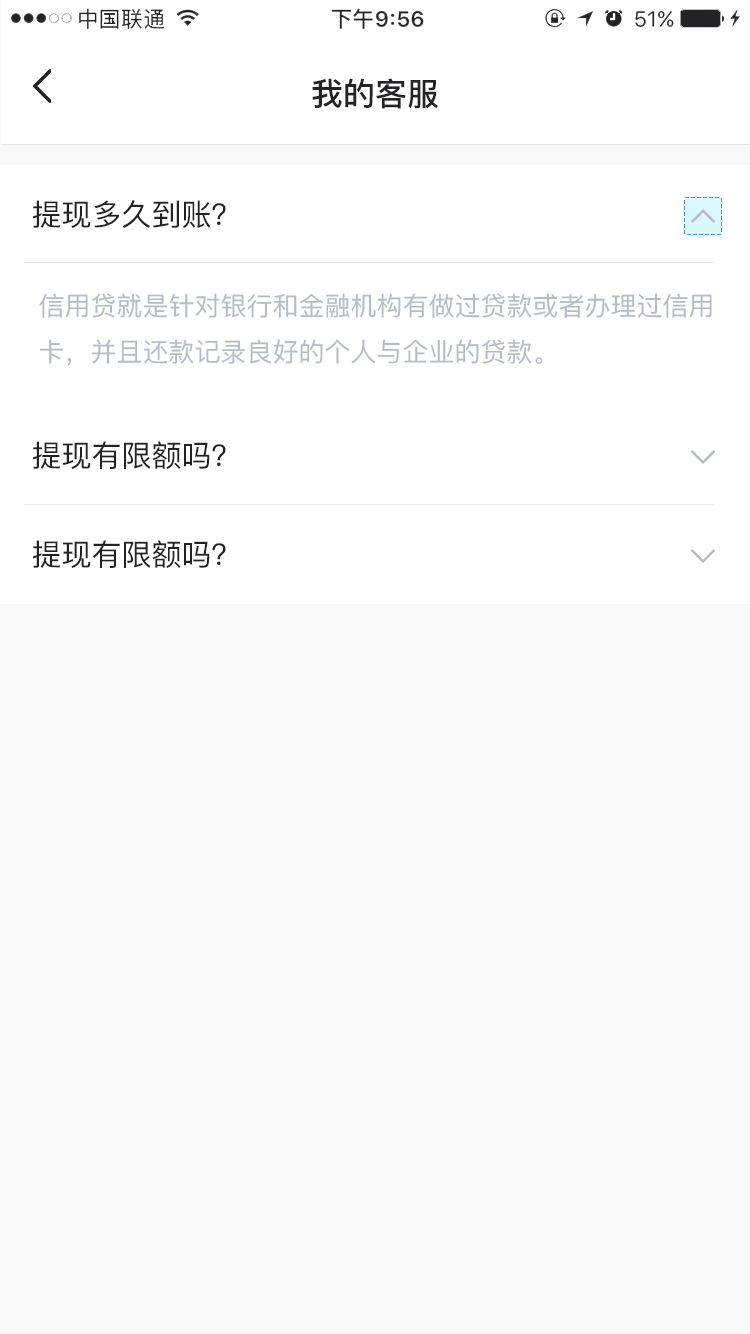 中国联通 下午9:56 51%
我的客服
提现多久到账?
信用贷就是针对银行和金融机构有做过贷款或者办理过信用
卡，并且还款记录良好的个人与企业的贷款。
提现有限额吗?
提现有限额吗?